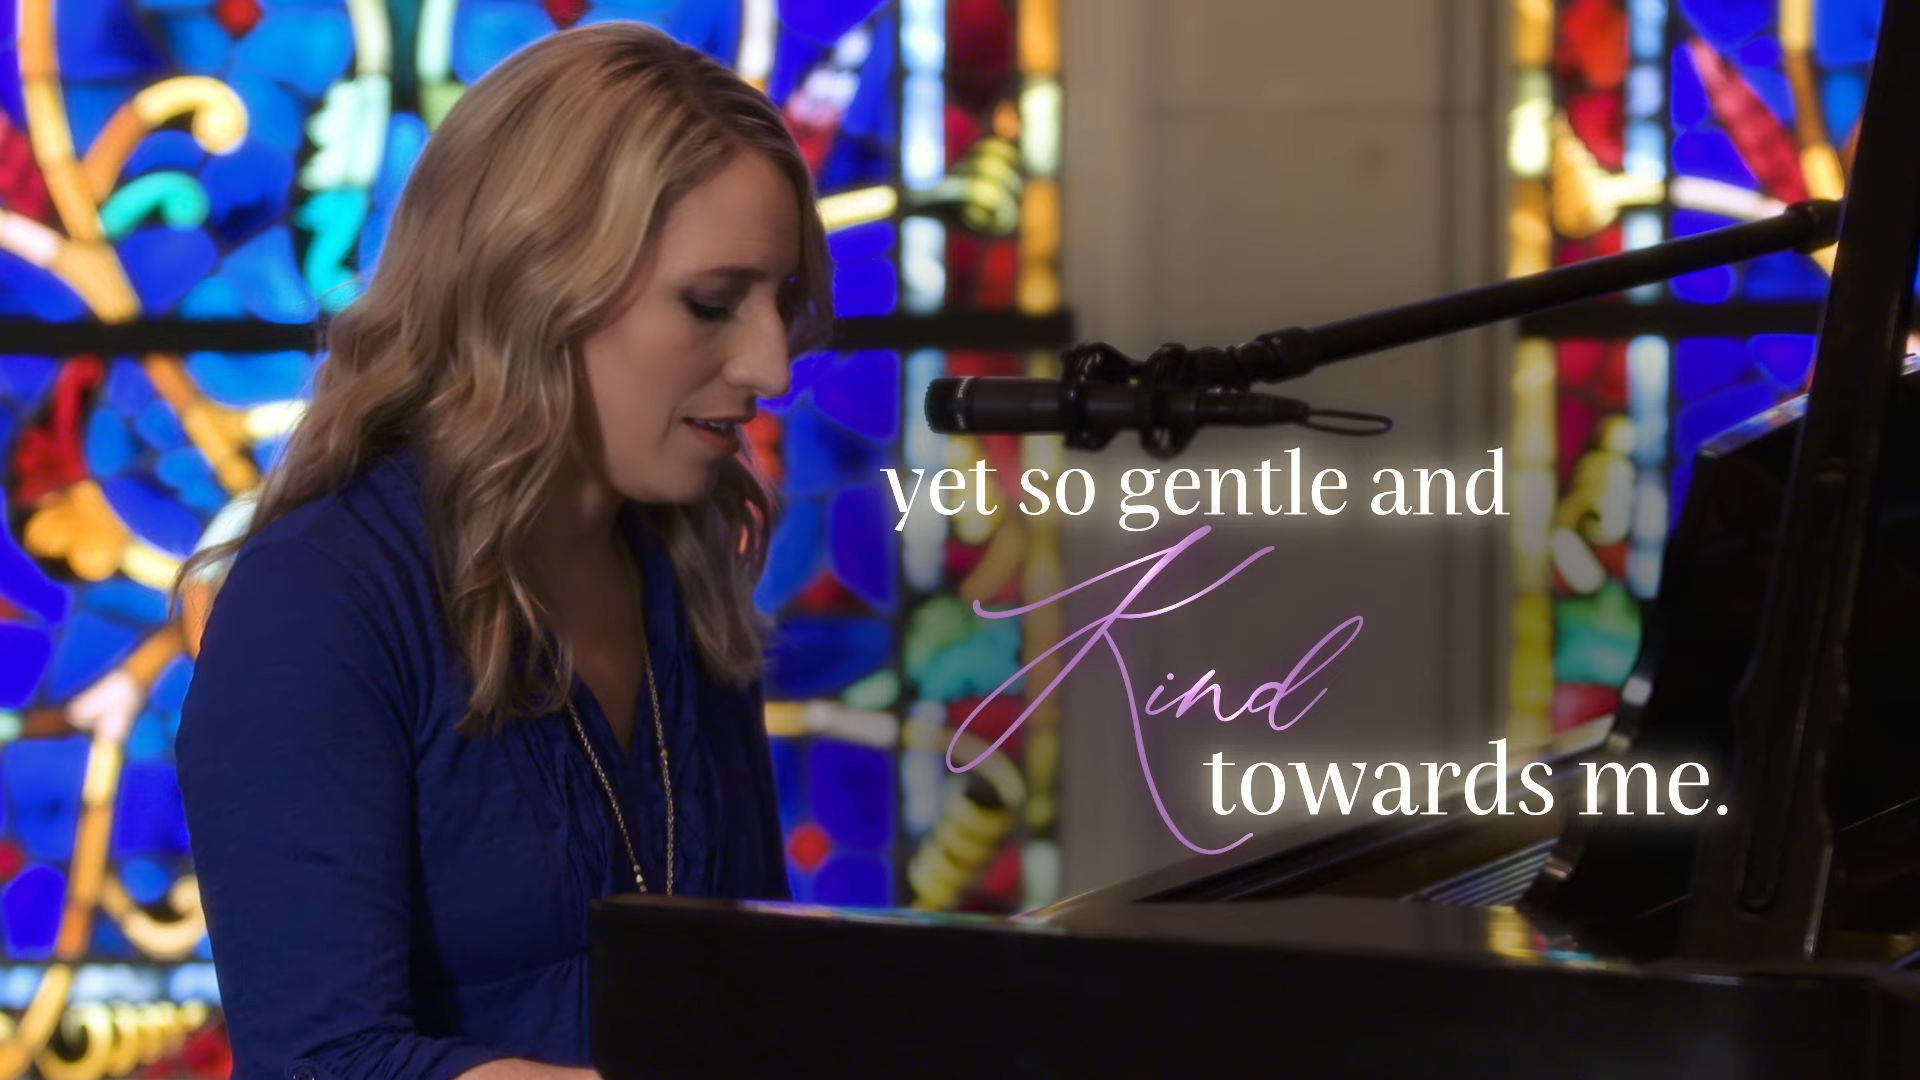 yet so gentle and
Kind
towards me.